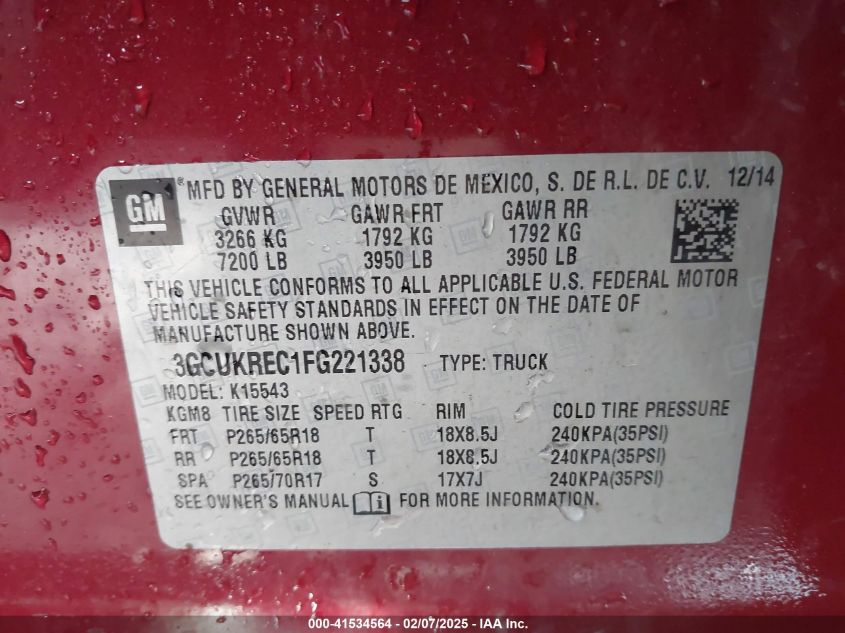 GM ® MFD BY GENERAL MOTORS DE MEXICO, S. DE R.L. DE C.V. 12/14
GVWR GAWR FRT GAWR RR
3266 KG 1792 KG 1792 KG
7200 LB 3950 LB 3950 LB
THIS VEHICLE CONFORMS TO ALL APPLICABLE U.S. FEDERAL MOTOR
VEHICLE SAFETY STANDARDS IN EFFECT ON THE DATE OF
MANUFACTURE SHOWN ABOVE.
3GCUKREC1FG221338 TYPE: TRUCK
MODEL: K15543
KGM8 TIRE SIZE SPEED RTG RIM COLD TIRE PRESSURE
FRT P265/65R18 T 18X8.5J 240KPA(35PSI)
RR P265/65R18 T 18X8.5J 240KPA(35PSI)
SPA P265/70R17 S 17X7J 240KPA(35PSI)
SEE OWNER'S MANUAL FOR MORE INFORMATION.
000-41534564 - 02/07/2025 - IAA Inc.